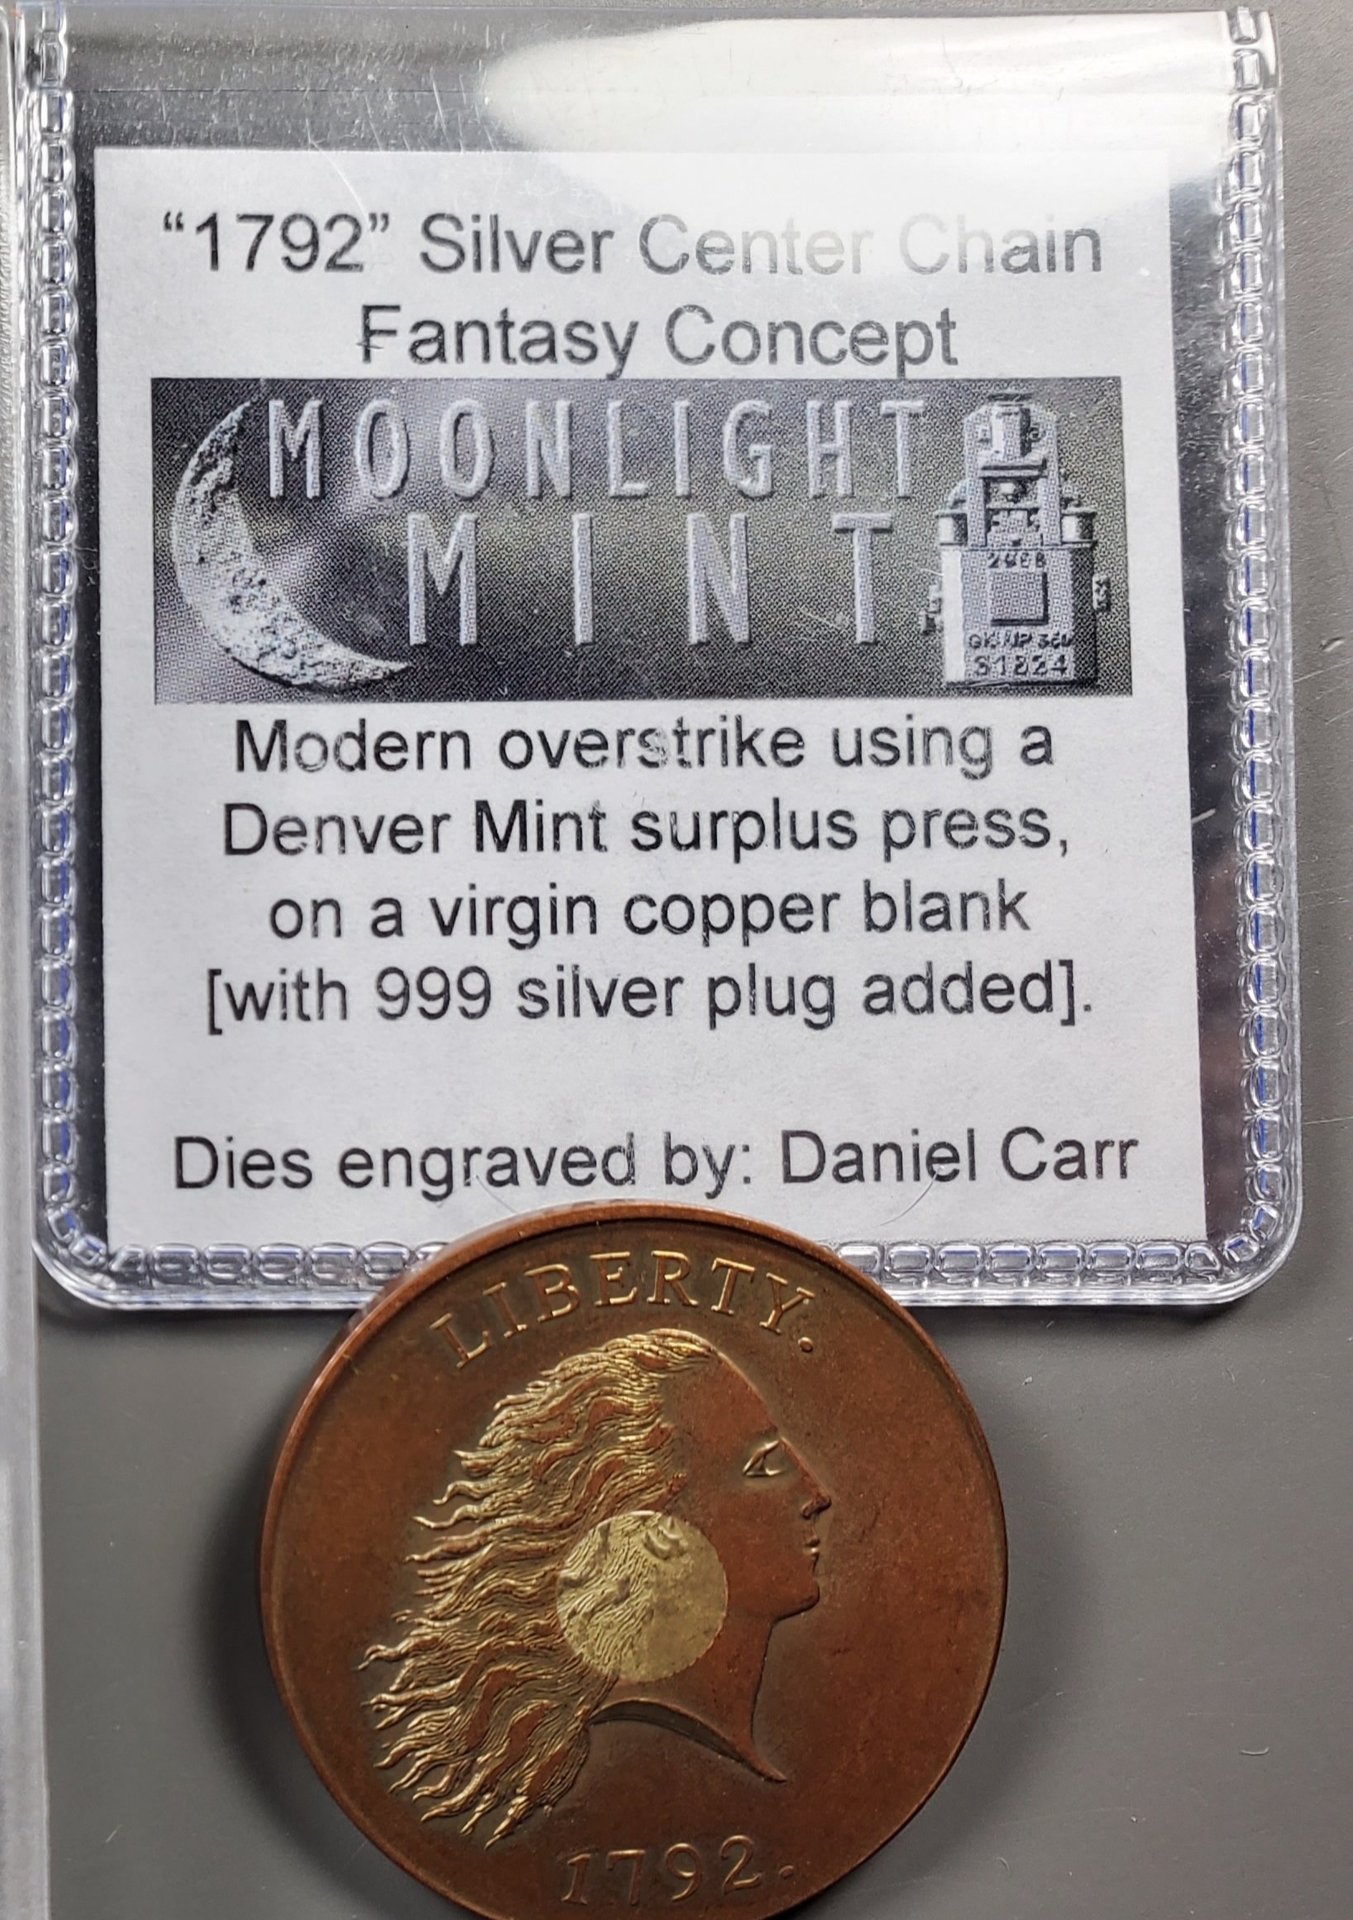 “1792” Silver Center Chain
Fantasy Concept
MOONLIGHT
MINT
S1224
Modern overstrike using a
Denver Mint surplus press,
on a virgin copper blank
[with 999 silver plug added].
Dies engraved by: Daniel Carr
LIBERTY.
1792.